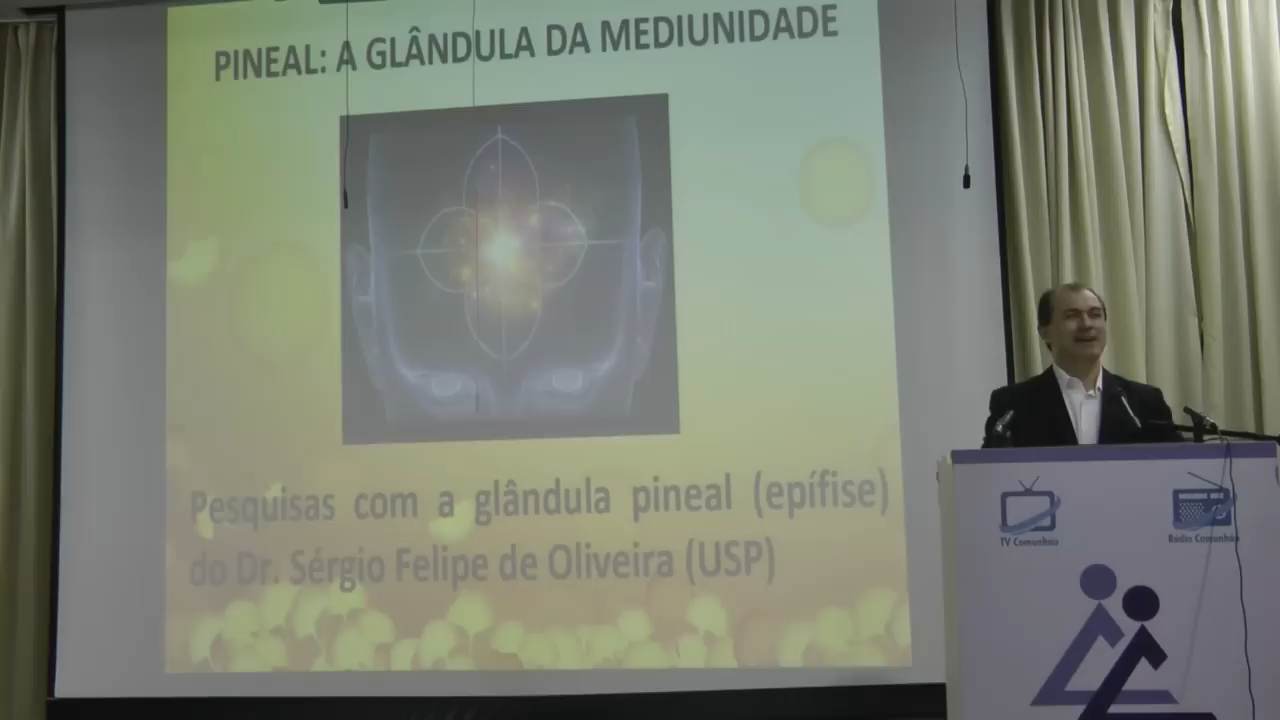 PINEAL: A GLÂNDULA DA MEDIUNIDADE
Pesquisas com a glândula pineal (epífise)
do Dr. Sérgio Felipe de Oliveira (USP)
TV Comunhão
Rádio Comunhão